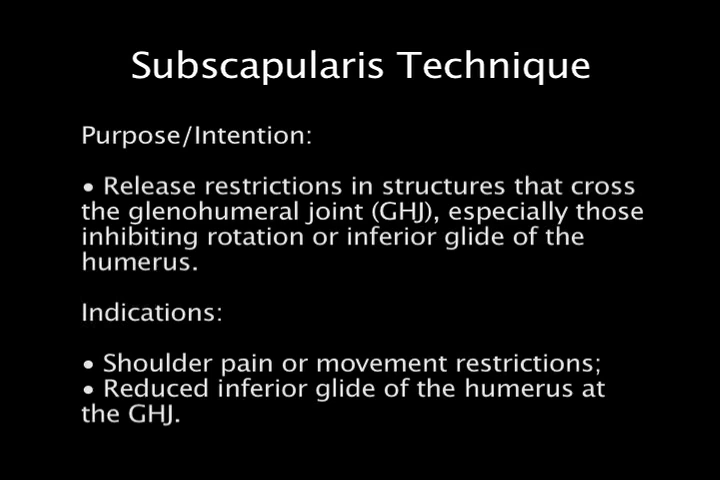 Subscapularis Technique
Purpose/Intention:
• Release restrictions in structures that cross
the glenohumeral joint (GHJ), especially those
inhibiting rotation or inferior glide of the
humerus.
Indications:
• Shoulder pain or movement restrictions;
• Reduced inferior glide of the humerus at
the GHJ.